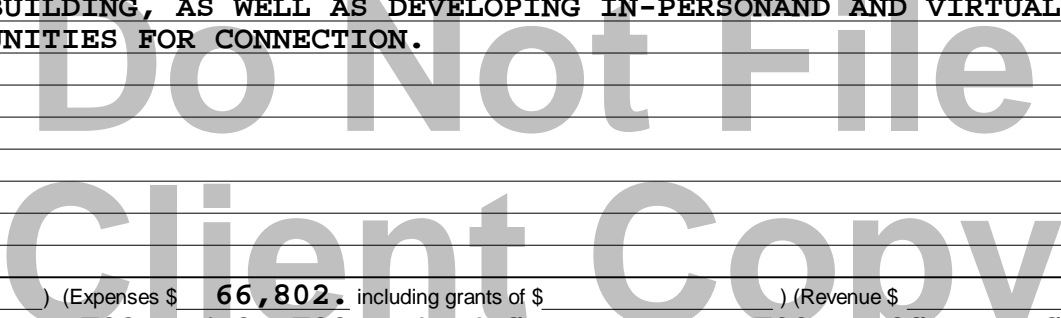 BUILDING, AS WELL AS DEVELOPING IN-PERSONAND AND VIRTUAL
UNITIES FOR CONNECTION.
Do Not File
Client Copy
) (Expenses $ 66,802. including grants of $ ) (Revenue $